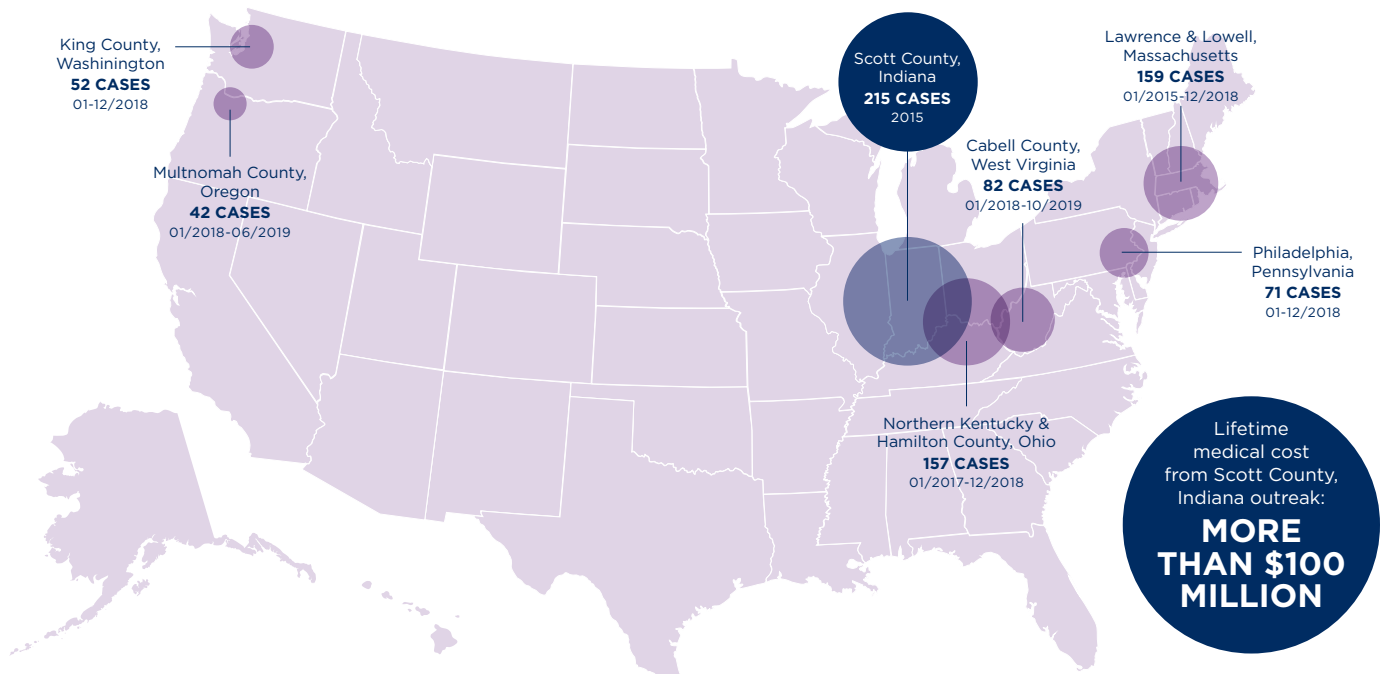 King County,
Washinington
52 CASES
01-12/2018
Multnomah County,
Oregon
42 CASES
01/2018-06/2019
Scott County,
Indiana
215 CASES
2015
Cabell County,
West Virginia
82 CASES
01/2018-10/2019
Lawrence & Lowell,
Massachusetts
159 CASES
01/2015-12/2018
Philadelphia,
Pennsylvania
71 CASES
01-12/2018
Northern Kentucky &
Hamilton County, Ohio
157 CASES
01/2017-12/2018
Lifetime
medical cost
from Scott County,
Indiana outreak:
MORE
THAN $100
MILLION